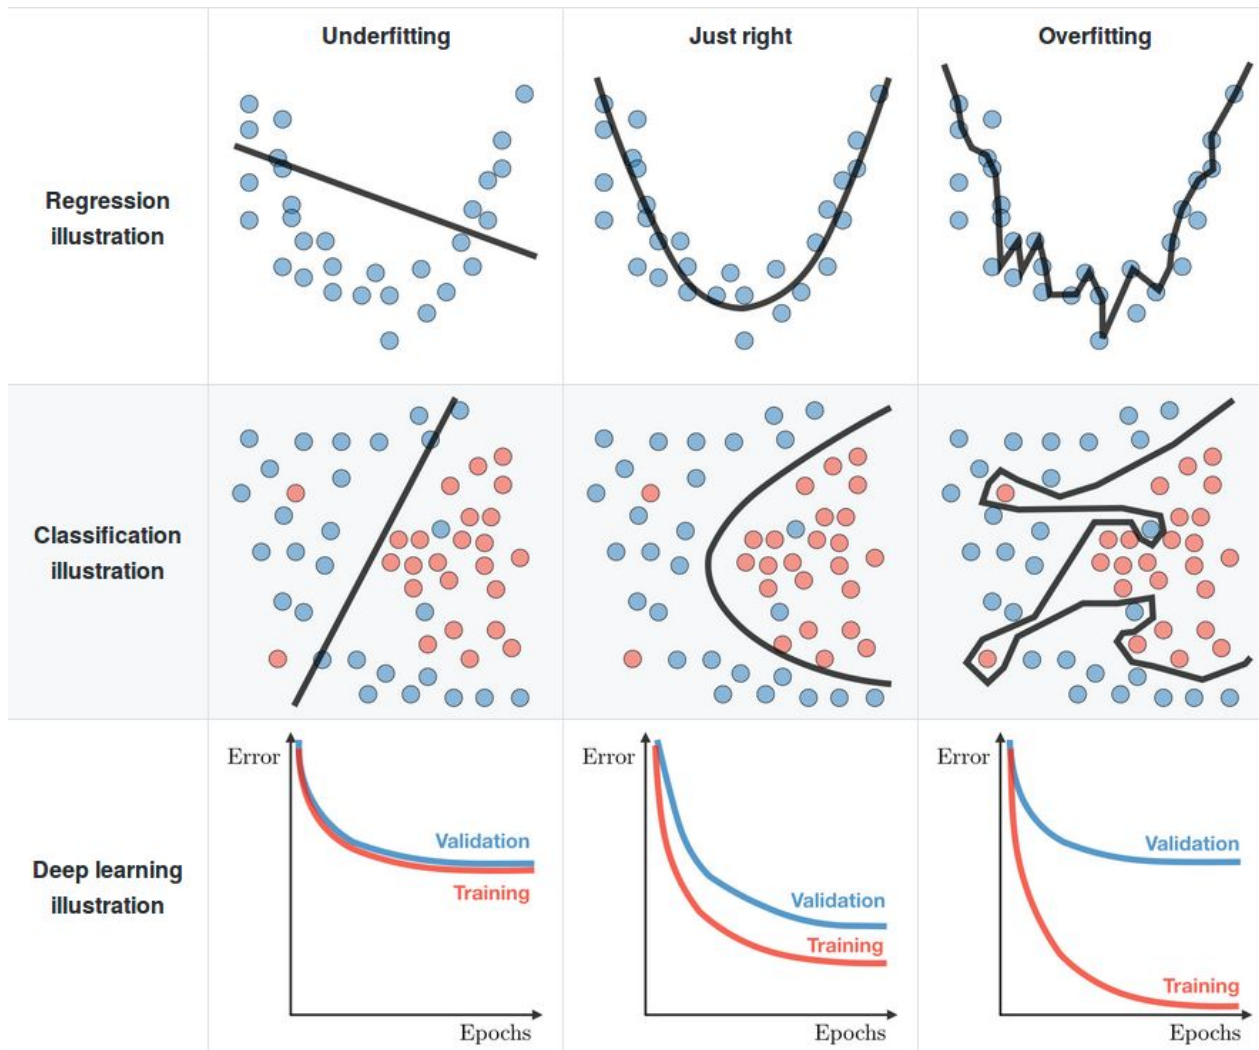 Underfitting
Just right
Overfitting
Regression
illustration
Classification
illustration
Deep learning
illustration
Error
Validation
Training
Epochs
Error
Validation
Training
Epochs
Error
Validation
Training
Epochs